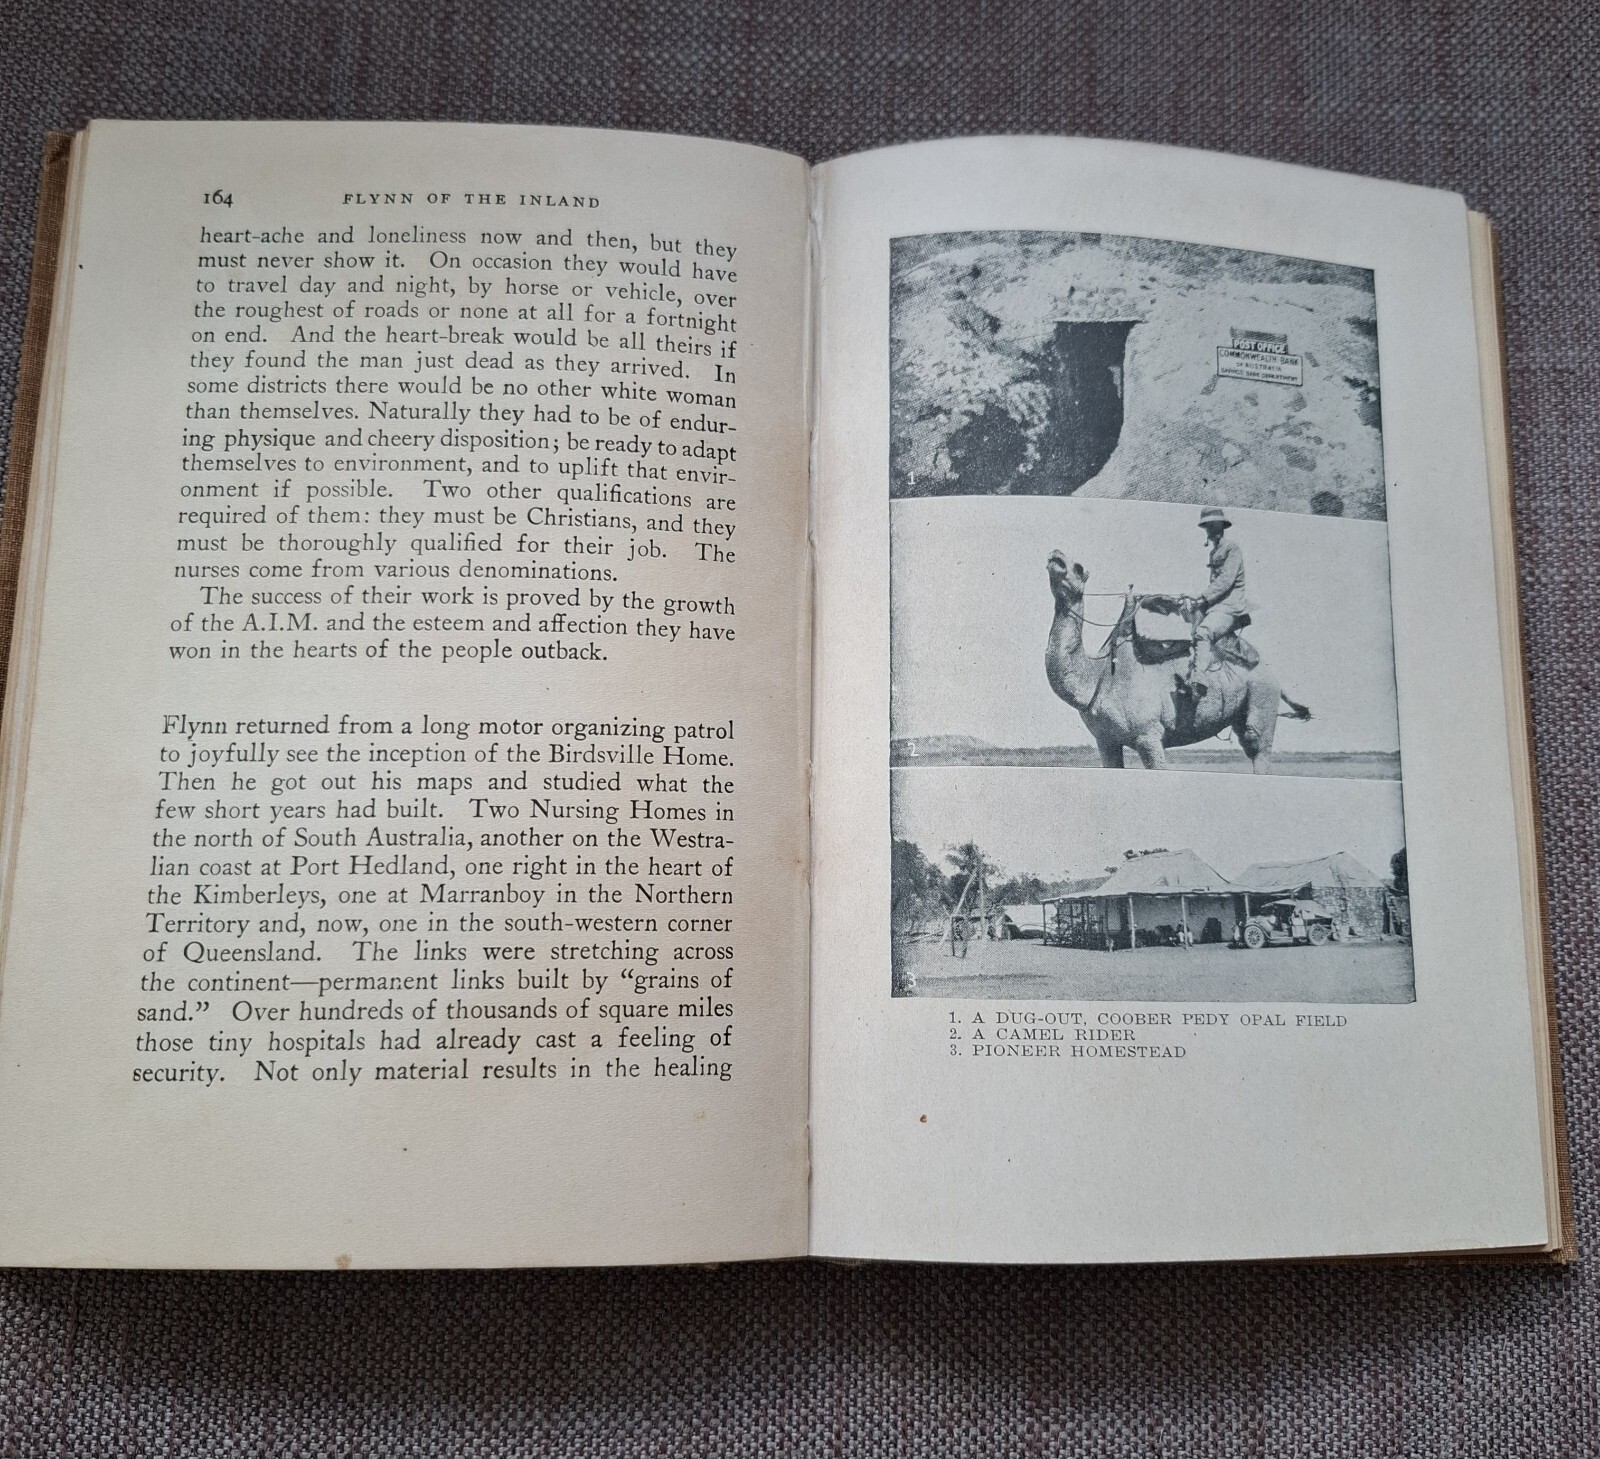 164 FLYNN OF THE INLAND
heart-ache and loneliness now and then, but they
must never show it. On occasion they would have
to travel day and night, by horse or vehicle, over
the roughest of roads or none at all for a fortnight
on end. And the heart-break would be all theirs if
they found the man just dead as they arrived. In
some districts there would be no other white woman
than themselves. Naturally they had to be of endur-
ing physique and cheery disposition; be ready to adapt
themselves to environment, and to uplift that envir-
onment if possible. Two other qualifications are
required of them: they must be Christians, and they
must be thoroughly qualified for their job. The
nurses come from various denominations.
The success of their work is proved by the growth
of the A.I.M. and the esteem and affection they have
won in the hearts of the people outback.
Flynn returned from a long motor organizing patrol
to joyfully see the inception of the Birdsville Home.
Then he got out his maps and studied what the
few short years had built. Two Nursing Homes in
the north of South Australia, another on the Westra-
lian coast at Port Hedland, one right in the heart of
the Kimberleys, one at Marranboy in the Northern
Territory and, now, one in the south-western corner
of Queensland. The links were stretching across
the continent—permanent links built by “grains of
sand.” Over hundreds of thousands of square miles
those tiny hospitals had already cast a feeling of
security. Not only material results in the healing
POST OFFICE
COMMONWEALTH BANK
OF AUSTRALIA
SAVINGS BANK DEPARTMENT
1
2
3
1. A DUG-OUT, COOBER PEDY OPAL FIELD
2. A CAMEL RIDER
3. PIONEER HOMESTEAD